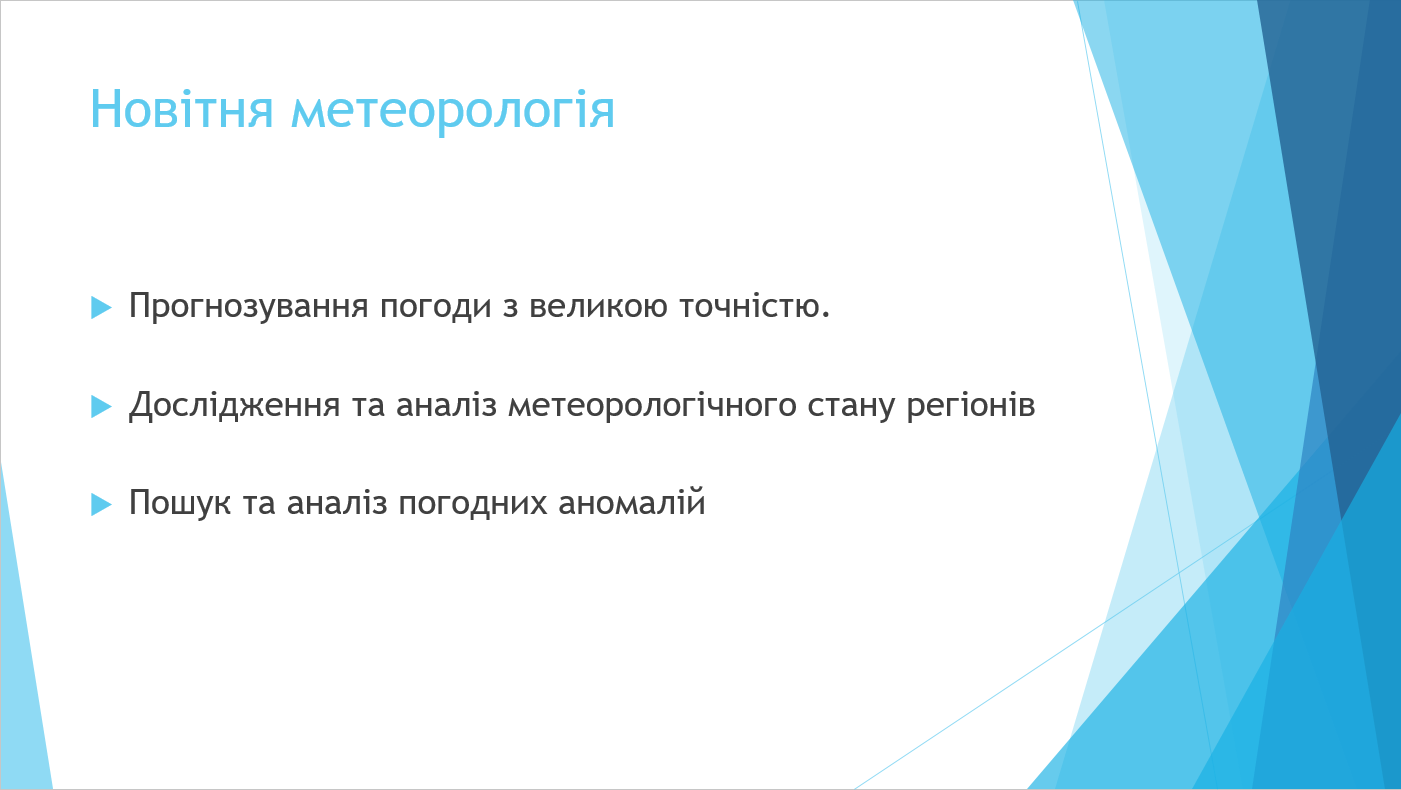 Новітня метеорологія
Прогнозування погоди з великою точністю.
Дослідження та аналіз метеорологічного стану регіонів
Пошук та аналіз погодних аномалій